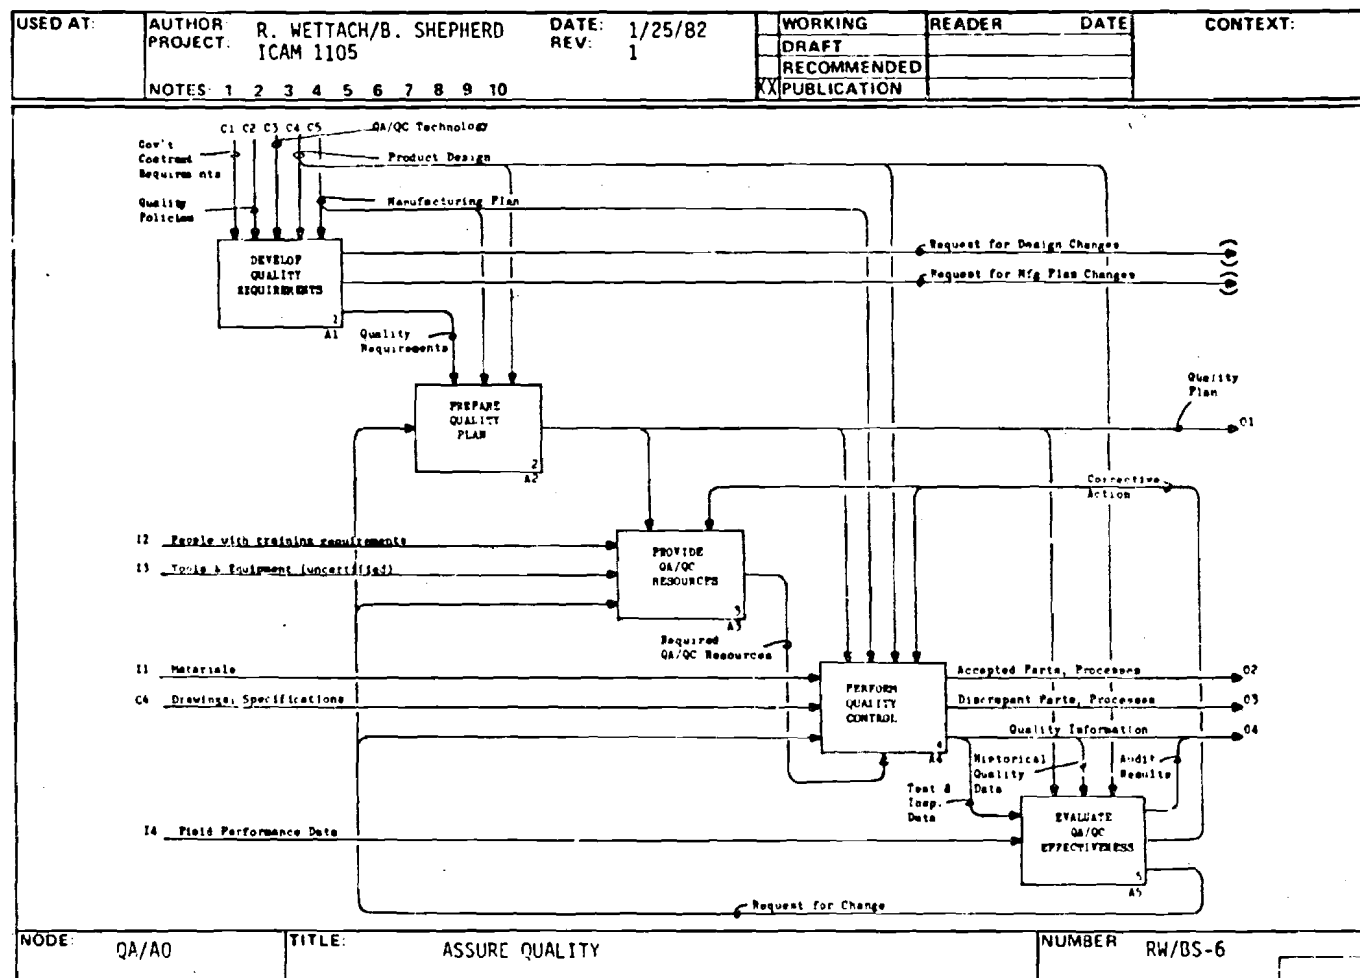 USED AT:
AUTHOR: R. WETTACH/B. SHEPHERD
DATE: 1/25/82
PROJECT: ICAM 1105
REV: 1
NOTES: 1 2 3 4 5 6 7 8 9 10
WORKING
DRAFT
RECOMMENDED
XX PUBLICATION
READER DATE
CONTEXT:
C1 C2 C3 C4 C5
QA/QC Technology
Gov't
Contract
Requirments
Product Design
Quality
Policies
Manufacturing Plan
DEVELOP
QUALITY
REQUIREMENTS
1
A1
Request for Design Changes
Request for Mfg Plan Changes
Quality
Requirements
PREPARE
QUALITY
PLAN
2
A2
Quality
Plan
O1
Corrective
Action
I2 People with training requirements
I3 Tools & Equipment (uncertified)
PROVIDE
QA/QC
RESOURCES
3
A3
Required
QA/QC Resources
I1 Materials
C6 Drawings, Specifications
PERFORM
QUALITY
CONTROL
4
A4
Accepted Parts, Processes O2
Discrepant Parts, Processes O3
Quality Information O4
Historical
Quality
Data
Audit
Results
Test &
Insp.
Data
I4 Field Performance Data
EVALUATE
QA/QC
EFFECTIVENESS
5
A5
Request for Change
NODE: QA/A0
TITLE: ASSURE QUALITY
NUMBER RW/BS-6